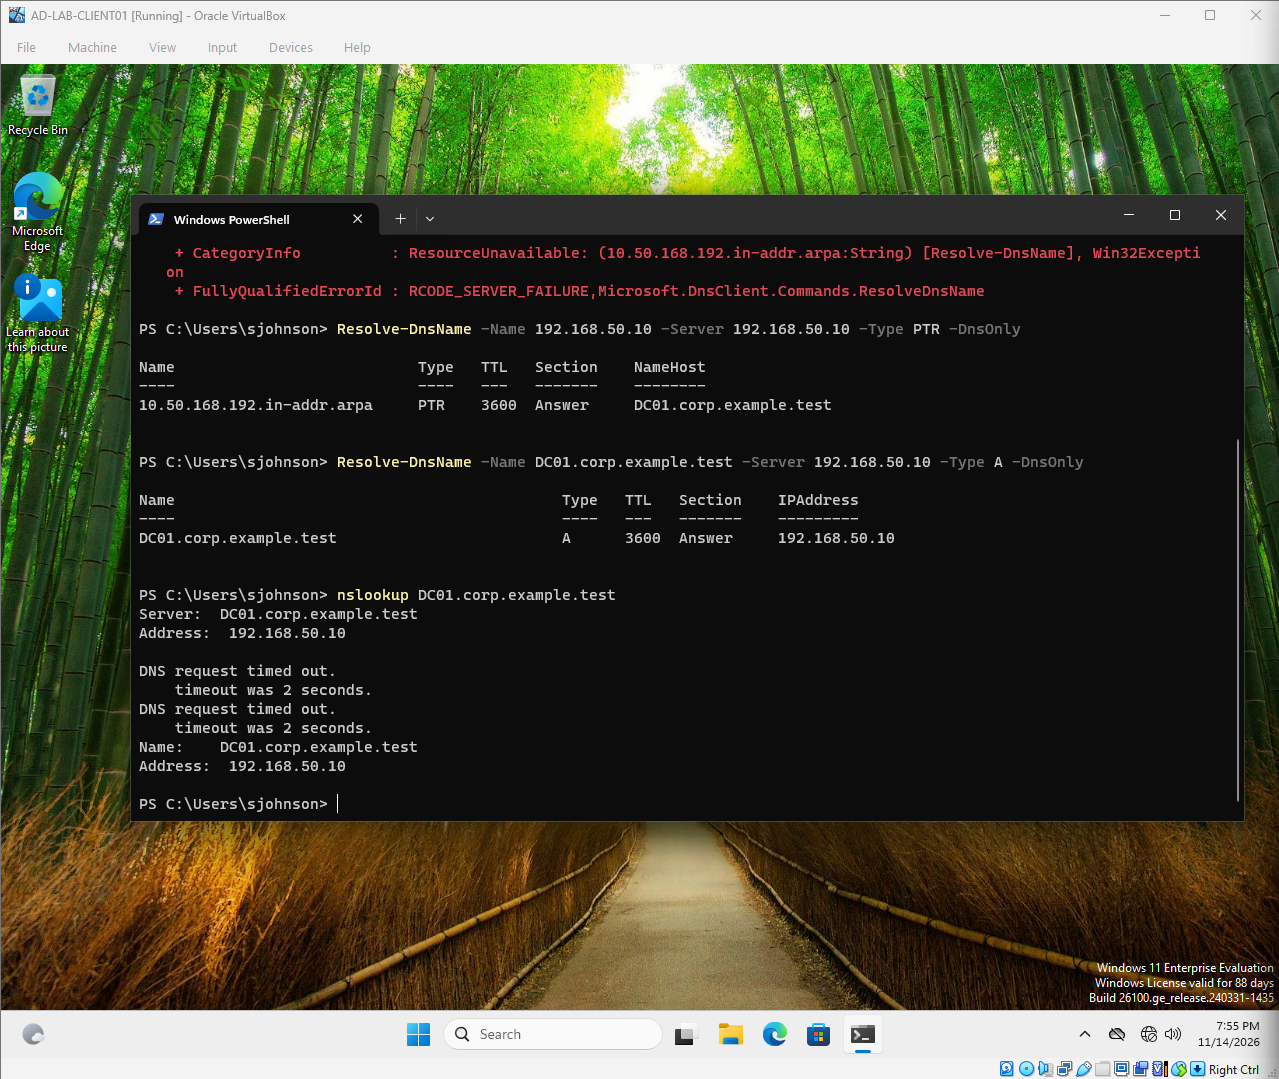 AD-LAB-CLIENT01 [Running] - Oracle VirtualBox
File Machine View Input Devices Help
Recycle Bin
Microsoft
Edge
Learn about
this picture
Windows PowerShell
+ CategoryInfo          : ResourceUnavailable: (10.50.168.192.in-addr.arpa:String) [Resolve-DnsName], Win32Excepti
on
+ FullyQualifiedErrorId : RCODE_SERVER_FAILURE,Microsoft.DnsClient.Commands.ResolveDnsName
PS C:\Users\sjohnson> Resolve-DnsName -Name 192.168.50.10 -Server 192.168.50.10 -Type PTR -DnsOnly
Name                           Type   TTL   Section    NameHost
----                           ----   ---   -------    --------
10.50.168.192.in-addr.arpa     PTR    3600  Answer     DC01.corp.example.test
PS C:\Users\sjohnson> Resolve-DnsName -Name DC01.corp.example.test -Server 192.168.50.10 -Type A -DnsOnly
Name                                           Type   TTL   Section    IPAddress
----                                           ----   ---   -------    ---------
DC01.corp.example.test                         A      3600  Answer     192.168.50.10
PS C:\Users\sjohnson> nslookup DC01.corp.example.test
Server:  DC01.corp.example.test
Address:  192.168.50.10
DNS request timed out.
    timeout was 2 seconds.
DNS request timed out.
    timeout was 2 seconds.
Name:    DC01.corp.example.test
Address:  192.168.50.10
PS C:\Users\sjohnson>
Windows 11 Enterprise Evaluation
Windows License valid for 88 days
Build 26100.ge_release.240331-1435
Search
7:55 PM
11/14/2026
Right Ctrl